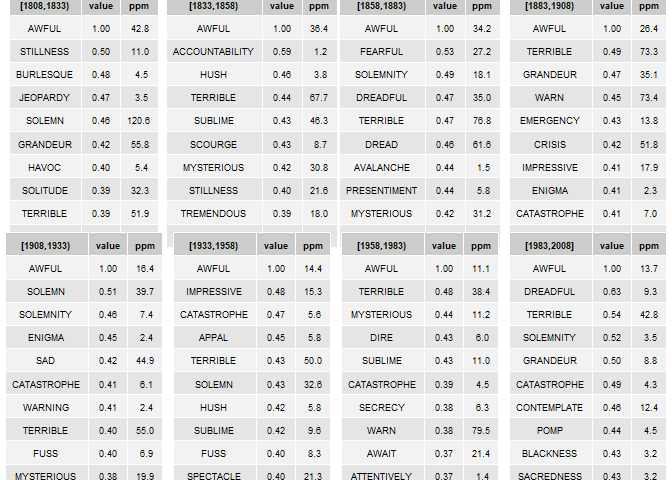 [1808,1833) value ppm [1833,1858) value ppm [1858,1883) value ppm [1883,1908) value ppm
AWFUL 1.00 42.8 AWFUL 1.00 36.4 AWFUL 1.00 34.2 AWFUL 1.00 26.4
STILLNESS 0.50 11.0 ACCOUNTABILITY 0.59 1.2 FEARFUL 0.53 27.2 TERRIBLE 0.49 73.3
BURLESQUE 0.48 4.5 HUSH 0.46 3.8 SOLEMNITY 0.49 18.1 GRANDEUR 0.47 35.1
JEOPARDY 0.47 3.5 TERRIBLE 0.44 67.7 DREADFUL 0.47 35.0 WARN 0.45 73.4
SOLEMN 0.46 120.6 SUBLIME 0.43 46.3 TERRIBLE 0.47 76.8 EMERGENCY 0.43 13.8
GRANDEUR 0.42 55.8 SCOURGE 0.43 8.7 DREAD 0.46 61.6 CRISIS 0.42 51.8
HAVOC 0.40 5.4 MYSTERIOUS 0.42 30.8 AVALANCHE 0.44 1.5 IMPRESSIVE 0.41 17.9
SOLITUDE 0.39 32.3 STILLNESS 0.40 21.6 PRESENTIMENT 0.44 5.8 ENIGMA 0.41 2.3
TERRIBLE 0.39 51.9 TREMENDOUS 0.39 18.0 MYSTERIOUS 0.42 31.2 CATASTROPHE 0.41 7.0
[1908,1933) value ppm [1933,1958) value ppm [1958,1983) value ppm [1983,2008] value ppm
AWFUL 1.00 16.4 AWFUL 1.00 14.4 AWFUL 1.00 11.1 AWFUL 1.00 13.7
SOLEMN 0.51 39.7 IMPRESSIVE 0.48 15.3 TERRIBLE 0.48 38.4 DREADFUL 0.63 9.3
SOLEMNITY 0.46 7.4 CATASTROPHE 0.47 5.6 MYSTERIOUS 0.44 11.2 TERRIBLE 0.54 42.8
ENIGMA 0.45 2.4 APPAL 0.45 5.8 DIRE 0.43 6.0 SOLEMNITY 0.52 3.5
SAD 0.42 44.9 TERRIBLE 0.43 50.0 SUBLIME 0.43 11.0 GRANDEUR 0.50 8.8
CATASTROPHE 0.41 6.1 SOLEMN 0.43 32.6 CATASTROPHE 0.39 4.5 CATASTROPHE 0.49 4.3
WARNING 0.41 2.4 HUSH 0.42 5.8 SECRECY 0.38 6.3 CONTEMPLATE 0.46 12.4
TERRIBLE 0.40 55.0 SUBLIME 0.42 9.6 WARN 0.38 79.5 POMP 0.44 4.5
FUSS 0.40 6.9 FUSS 0.40 8.3 AWAIT 0.37 21.4 BLACKNESS 0.43 3.2
MYSTERIOUS 0.38 19.9 SPECTACLE 0.40 21.3 ATTENTIVELY 0.37 1.4 SACREDNESS 0.43 3.2